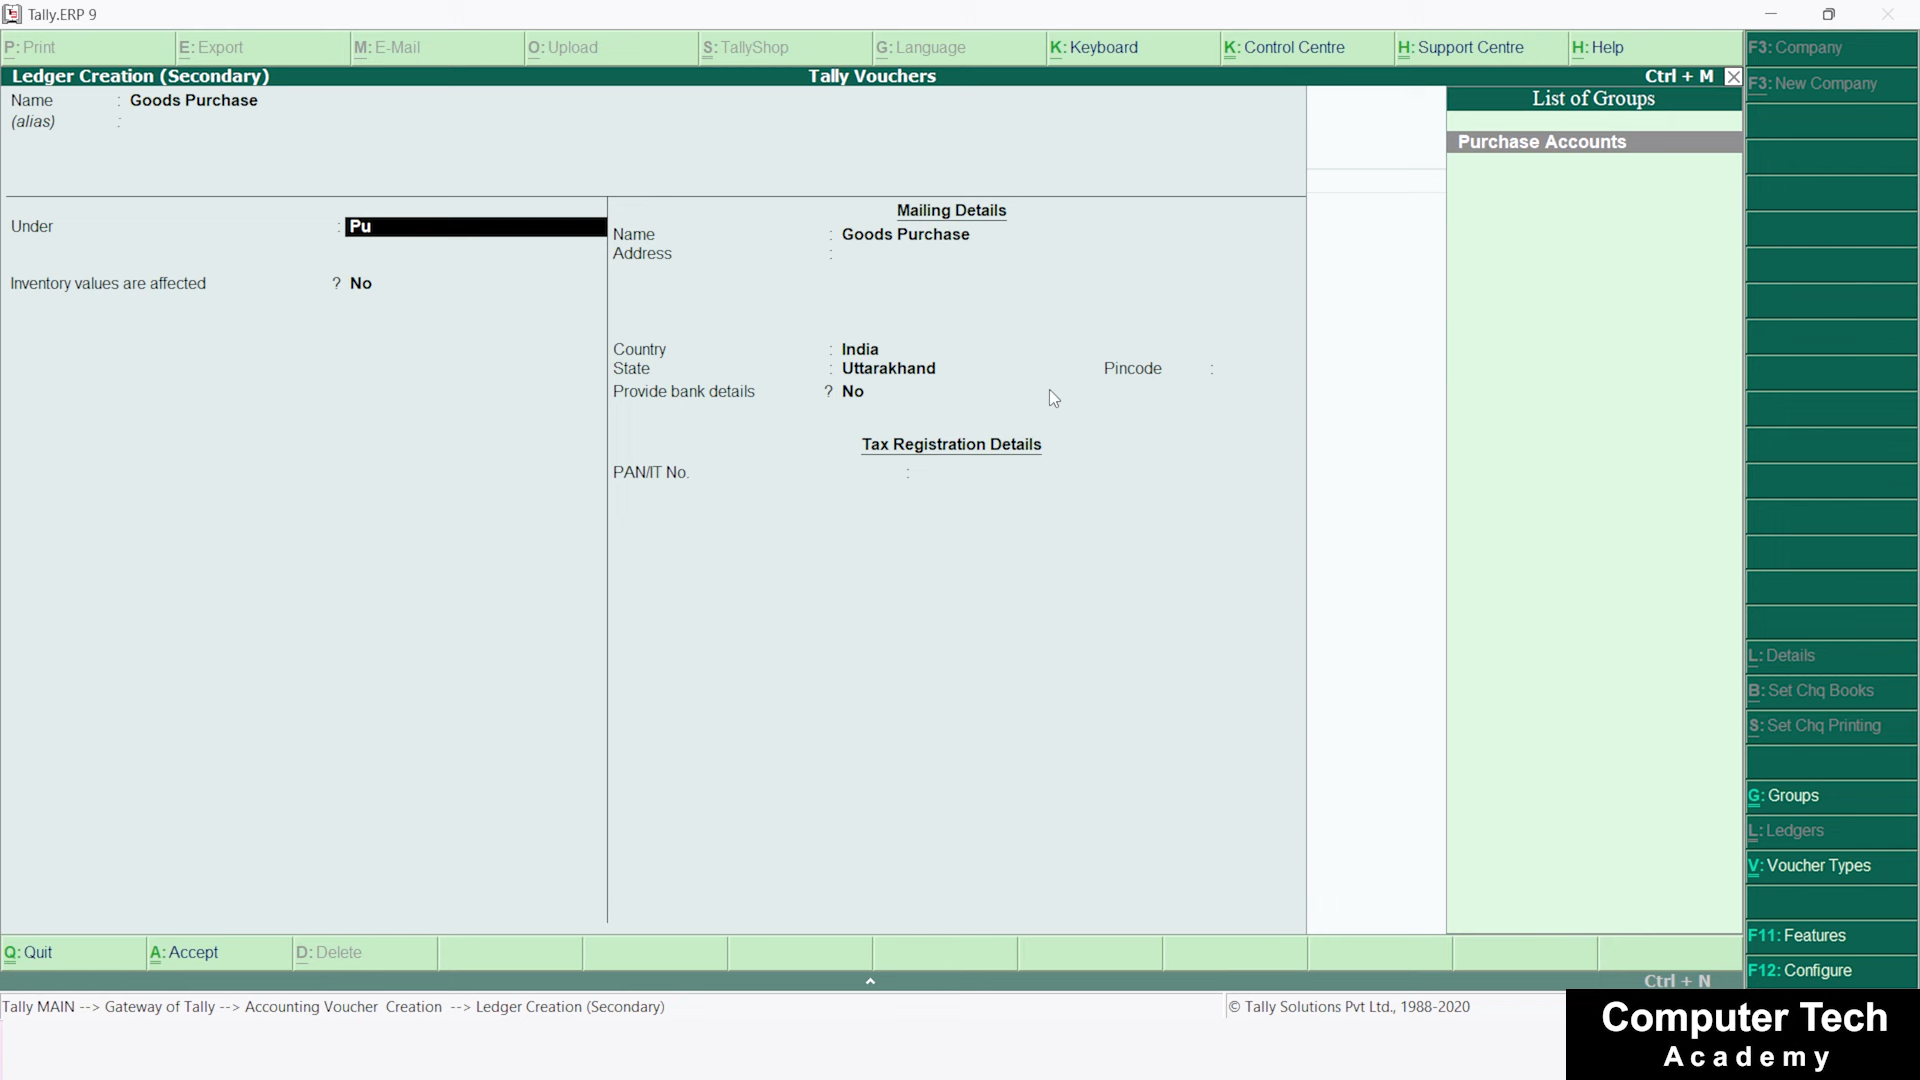 Tally.ERP 9
P: Print E: Export M: E-Mail O: Upload S: TallyShop G: Language K: Keyboard K: Control Centre H: Support Centre H: Help F3: Company
Ledger Creation (Secondary) Tally Vouchers Ctrl + M
F3: New Company
Name : Goods Purchase
(alias) :
List of Groups
Purchase Accounts
Under : Pu
Inventory values are affected ? No
Mailing Details
Name : Goods Purchase
Address :
Country : India
State : Uttarakhand Pincode :
Provide bank details ? No
Tax Registration Details
PAN/IT No. :
L: Details
B: Set Chq Books
S: Set Chq Printing
G: Groups
L: Ledgers
V: Voucher Types
F11: Features
F12: Configure
Q: Quit A: Accept D: Delete
Ctrl + N
Tally MAIN --> Gateway of Tally --> Accounting Voucher Creation --> Ledger Creation (Secondary) © Tally Solutions Pvt Ltd., 1988-2020
Computer Tech
Academy